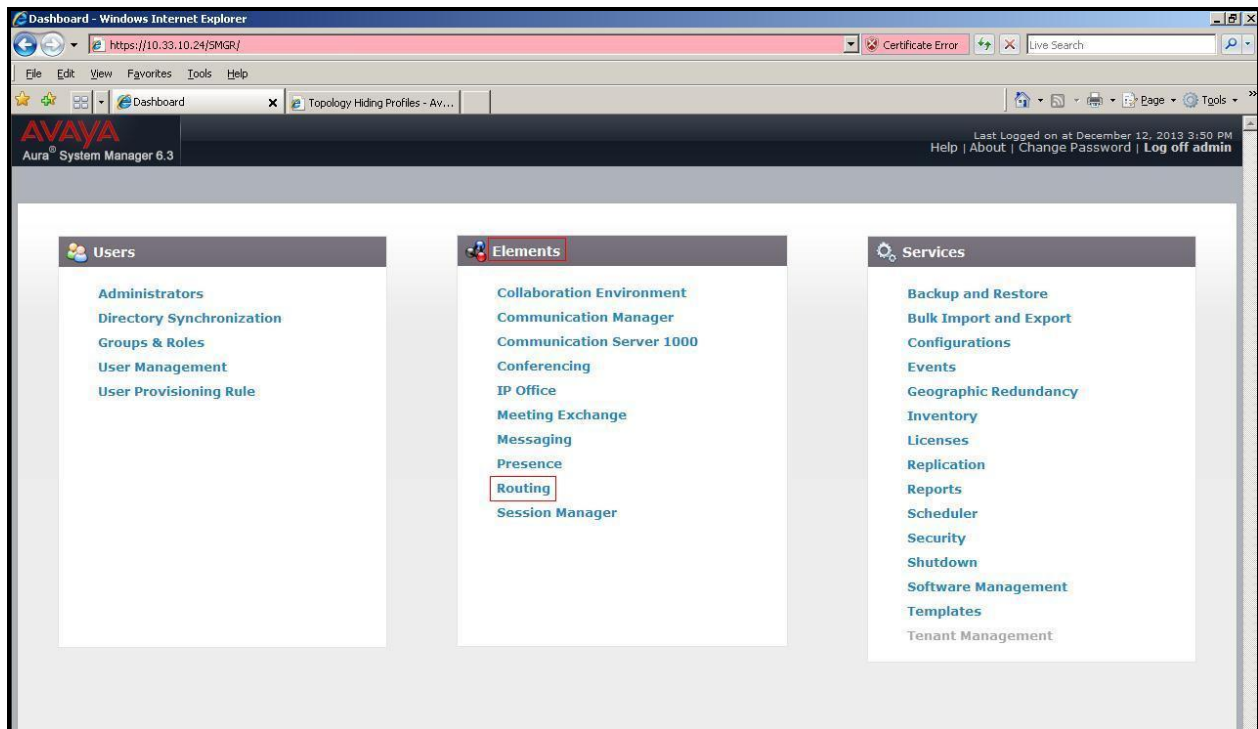 Dashboard - Windows Internet Explorer
https://10.33.10.24/SMGR/
Certificate Error
Live Search
File Edit View Favorites Tools Help
Dashboard
Topology Hiding Profiles - Av...
Page
Tools
AVAYA
Aura® System Manager 6.3
Last Logged on at December 12, 2013 3:50 PM
Help | About | Change Password | Log off admin
Users
Administrators
Directory Synchronization
Groups & Roles
User Management
User Provisioning Rule
Elements
Collaboration Environment
Communication Manager
Communication Server 1000
Conferencing
IP Office
Meeting Exchange
Messaging
Presence
Routing
Session Manager
Services
Backup and Restore
Bulk Import and Export
Configurations
Events
Geographic Redundancy
Inventory
Licenses
Replication
Reports
Scheduler
Security
Shutdown
Software Management
Templates
Tenant Management